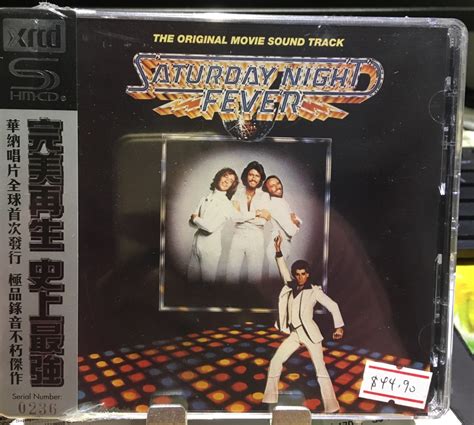 xrcd
SHM-CD
完美再生 史上最強
華納唱片全球首次發行 極品錄音不朽傑作
Serial Number:
0236
THE ORIGINAL MOVIE SOUND TRACK
SATURDAY NIGHT
FEVER
$44.90